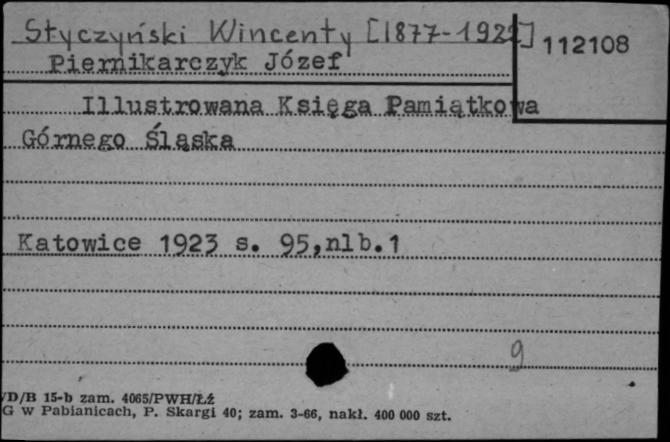 Styczyński Wincenty [1877-1922]
112108
Piernikarczyk Józef
Illustrowana Księga Pamiątkowa
Górnego Śląska
Katowice 1923 s. 95,nlb.1
9
/D/B 15-b zam. 4065/PWH/Łź
G w Pabianicach, P. Skargi 40; zam. 3-66, nakł. 400 000 szt.